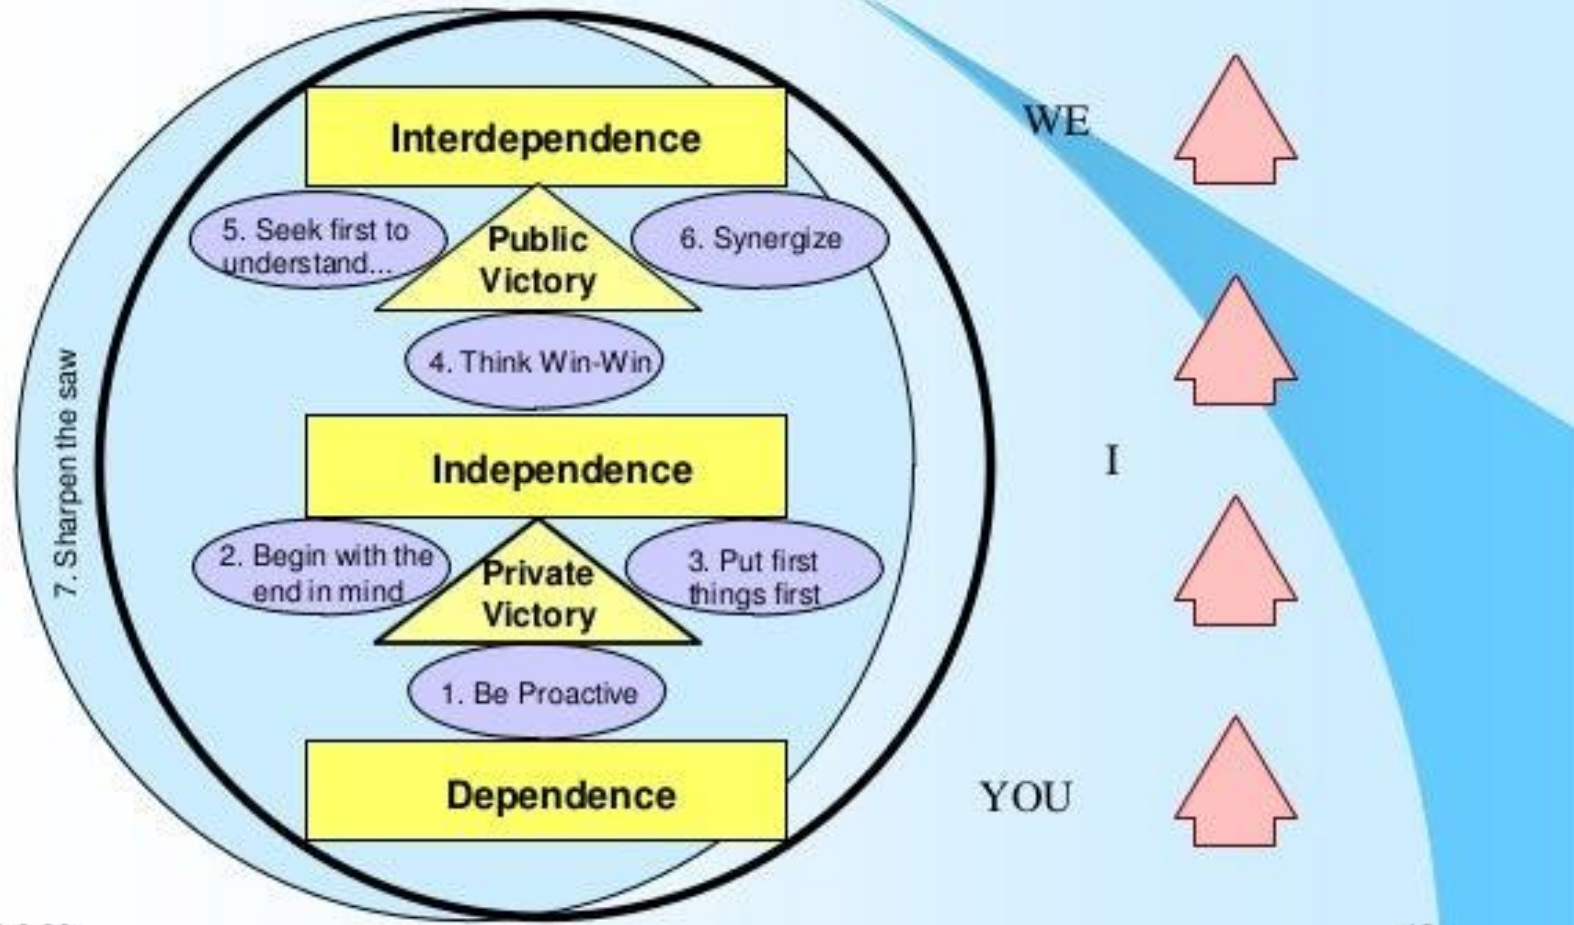 Interdependence
WE
5. Seek first to
understand...
Public
Victory
6. Synergize
4. Think Win-Win
7. Sharpen the saw
Independence
I
2. Begin with the
end in mind
Private
Victory
3. Put first
things first
1. Be Proactive
Dependence
YOU